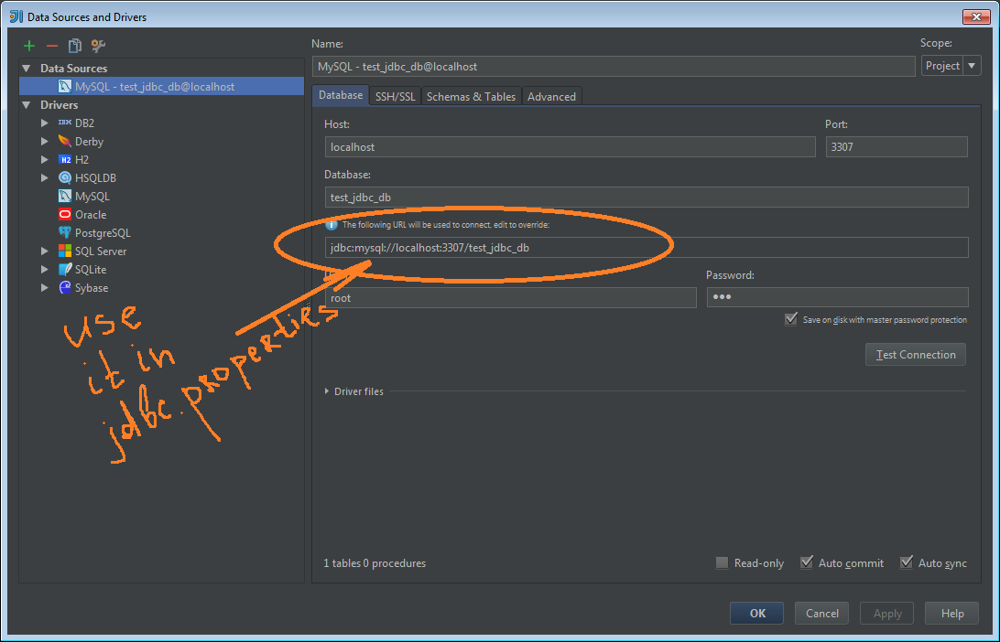 Data Sources and Drivers
Name:
Scope:
MySQL - test_jdbc_db@localhost
Project
Data Sources
MySQL - test_jdbc_db@localhost
Drivers
IBM DB2
Derby
H2 H2
HSQLDB
MySQL
Oracle
PostgreSQL
SQL Server
SQLite
Sybase
Database SSH/SSL Schemas & Tables Advanced
Host:
Port:
localhost
3307
Database:
test_jdbc_db
The following URL will be used to connect, edit to override:
jdbc:mysql://localhost:3307/test_jdbc_db
Password:
root
Save on disk with master password protection
Test Connection
Driver files
use
it in
jdbc.properties
1 tables 0 procedures
Read-only Auto commit Auto sync
OK Cancel Apply Help